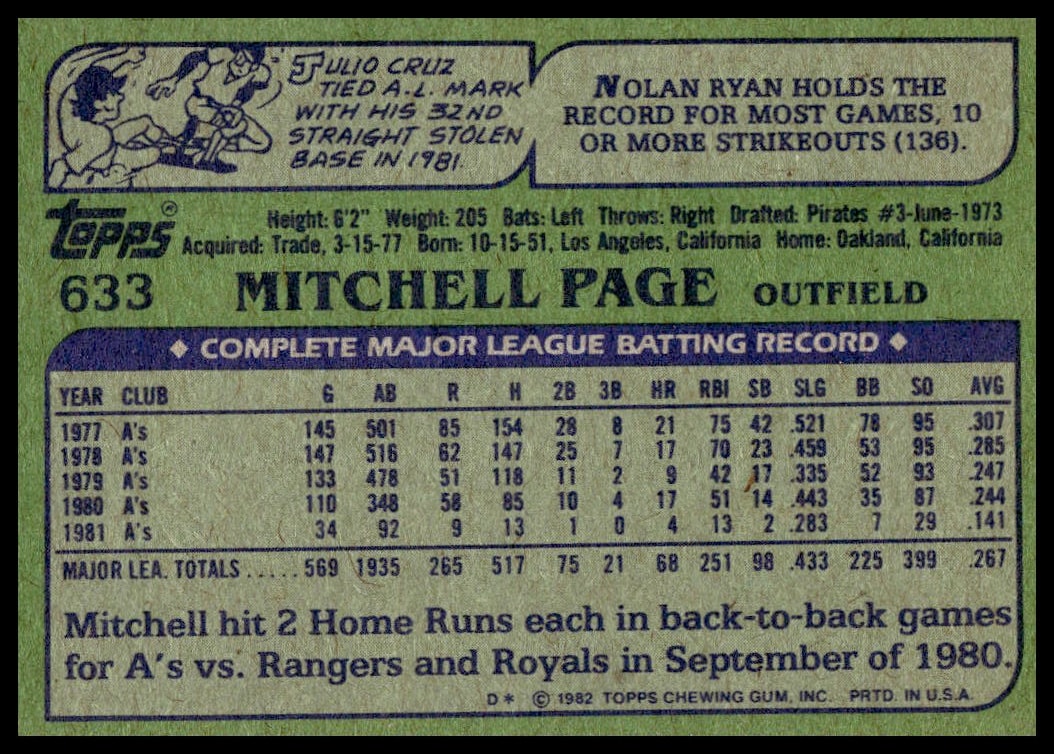 JULIO CRUZ
TIED A.L. MARK
WITH HIS 32ND
STRAIGHT STOLEN
BASE IN 1981.
NOLAN RYAN HOLDS THE
RECORD FOR MOST GAMES, 10
OR MORE STRIKEOUTS (136).
Topps®
Height: 6'2" Weight: 205 Bats: Left Throws: Right Drafted: Pirates #3-June-1973
Acquired: Trade, 3-15-77 Born: 10-15-51, Los Angeles, California Home: Oakland, California
633 MITCHELL PAGE OUTFIELD
◆ COMPLETE MAJOR LEAGUE BATTING RECORD ◆
YEAR CLUB G AB R H 2B 3B HR RBI SB SLG BB SO AVG
1977 A's 145 501 85 154 28 8 21 75 42 .521 78 95 .307
1978 A's 147 516 62 147 25 7 17 70 23 .459 53 95 .285
1979 A's 133 478 51 118 11 2 9 42 17 .335 52 93 .247
1980 A's 110 348 58 85 10 4 17 51 14 .443 35 87 .244
1981 A's 34 92 9 13 1 0 4 13 2 .283 7 29 .141
MAJOR LEA. TOTALS ..... 569 1935 265 517 75 21 68 251 98 .433 225 399 .267
Mitchell hit 2 Home Runs each in back-to-back games
for A's vs. Rangers and Royals in September of 1980.
D* © 1982 TOPPS CHEWING GUM, INC. PRTD. IN U.S.A.